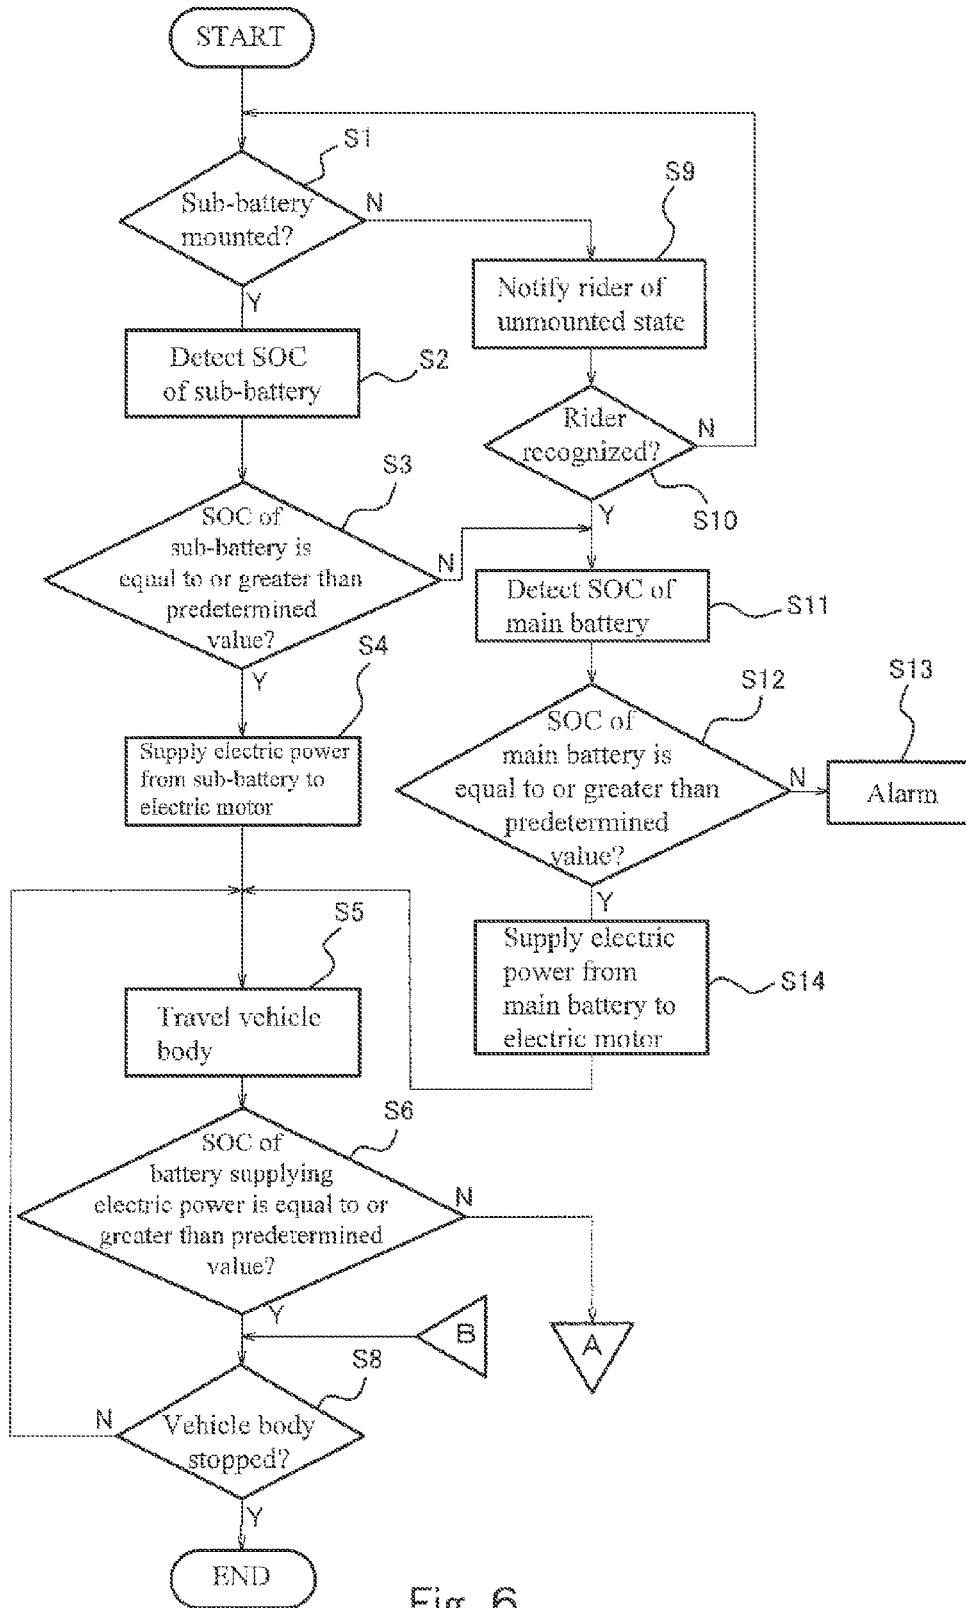 START
S1
Sub-battery
mounted?
N
Y
S9
Notify rider of
unmounted state
Detect SOC
of sub-battery
S2
Rider
recognized?
N
Y
S10
S3
SOC of
sub-battery is
equal to or greater than
predetermined
value?
N
Y
Detect SOC of
main battery
S11
S4
Supply electric power
from sub-battery to
electric motor
S12
SOC of
main battery is
equal to or greater than
predetermined
value?
N
Y
S13
Alarm
S5
Travel vehicle
body
Supply electric
power from
main battery to
electric motor
S14
S6
SOC of
battery supplying
electric power is equal to or
greater than predetermined
value?
N
Y
B
A
S8
Vehicle body
stopped?
N
Y
END
Fig. 6